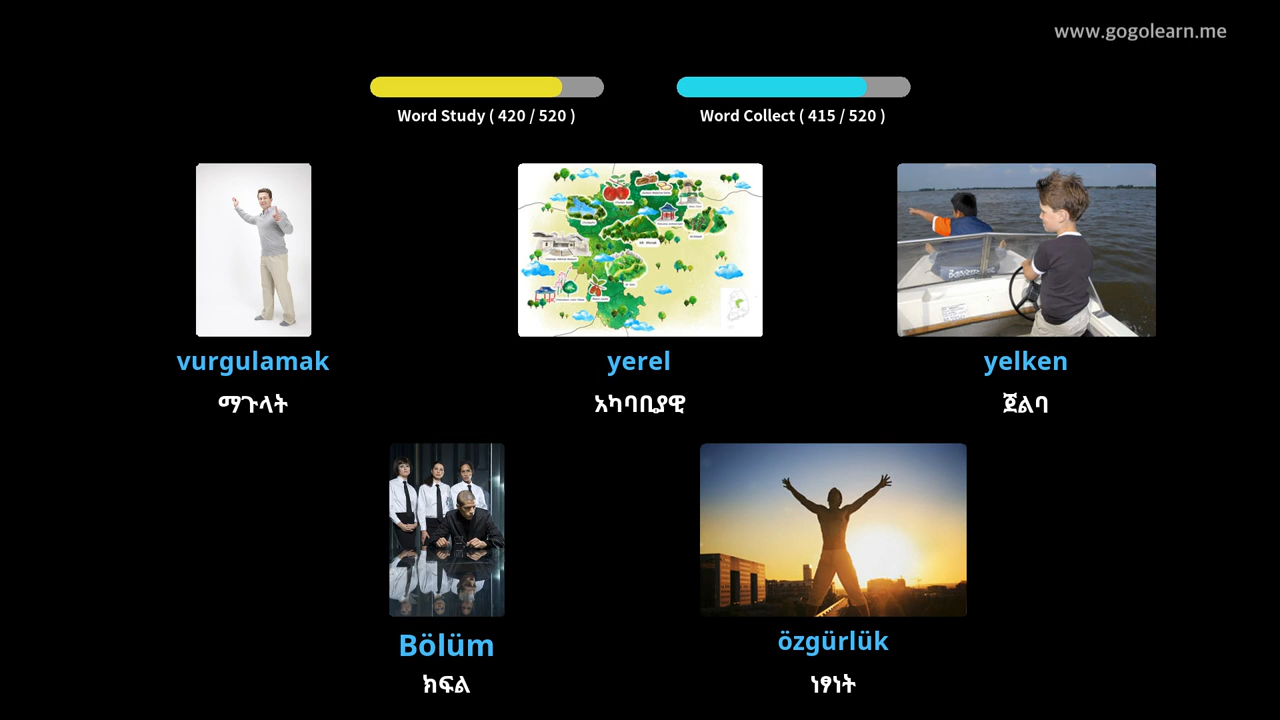 www.gogolearn.me
Word Study ( 420 / 520 )
Word Collect ( 415 / 520 )
vurgulamak
ማጉላት
yerel
አካባቢያዊ
yelken
ጀልባ
Bölüm
ክፍል
özgürlük
ነፃነት